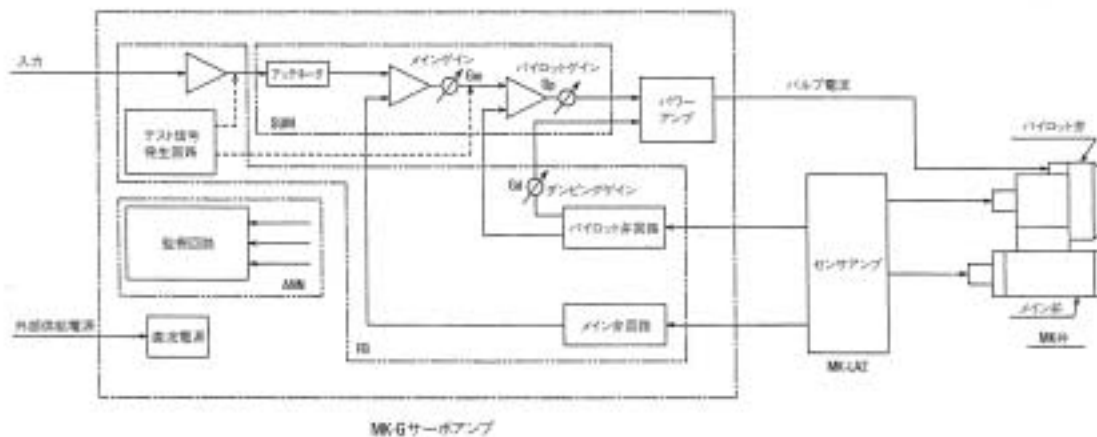 入力
アッテネータ
メインゲイン
Gm
パイロットゲイン
Gp
パワー
アンプ
バルブ電流
パイロット弁
SUM
テスト信号
発生回路
Gd
ダンピングゲイン
パイロット弁回路
監視回路
ANN
センサアンプ
外部供給電源
直流電源
メイン弁回路
FB
メイン弁
MK弁
MK-LAZ
MK-Gサーボアンプ